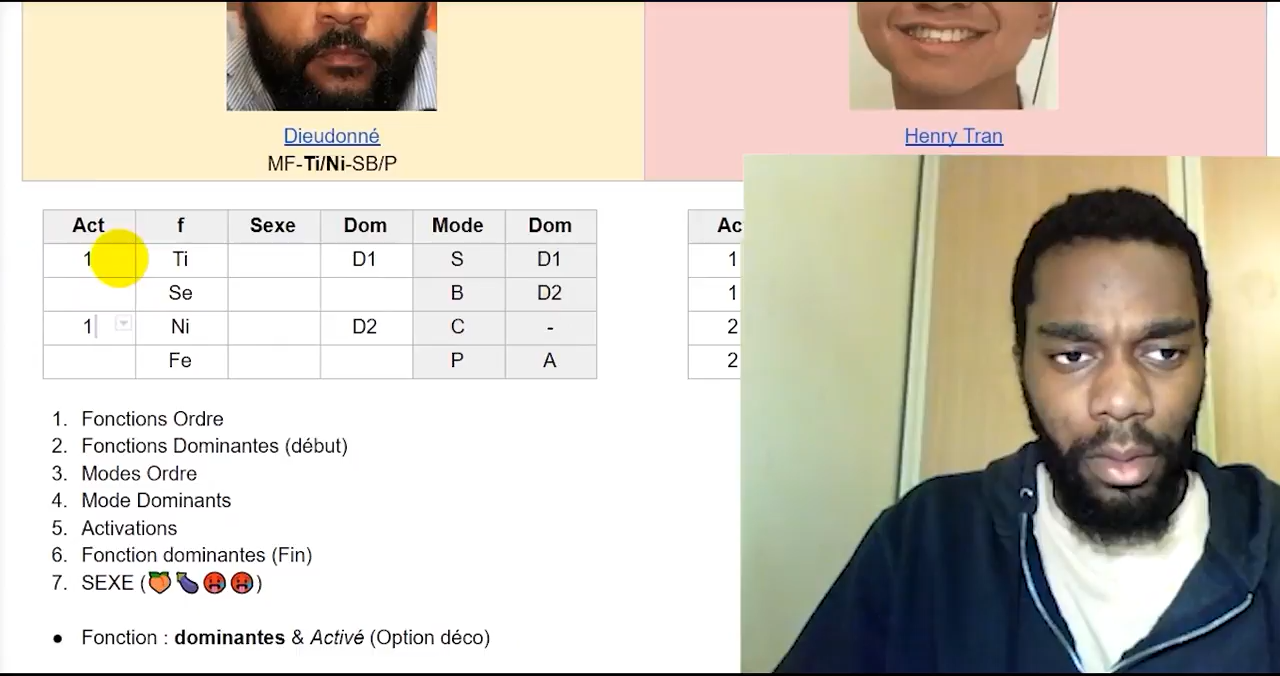 Dieudonné
MF-Ti/Ni-SB/P
Henry Tran
Act f Sexe Dom Mode Dom
1 Ti D1 S D1
Se B D2
1 Ni D2 C -
Fe P A
Ac
1
1
2
2
1. Fonctions Ordre
2. Fonctions Dominantes (début)
3. Modes Ordre
4. Mode Dominants
5. Activations
6. Fonction dominantes (Fin)
7. SEXE (🍑🍆🥵🥵)
● Fonction : dominantes & Activé (Option déco)